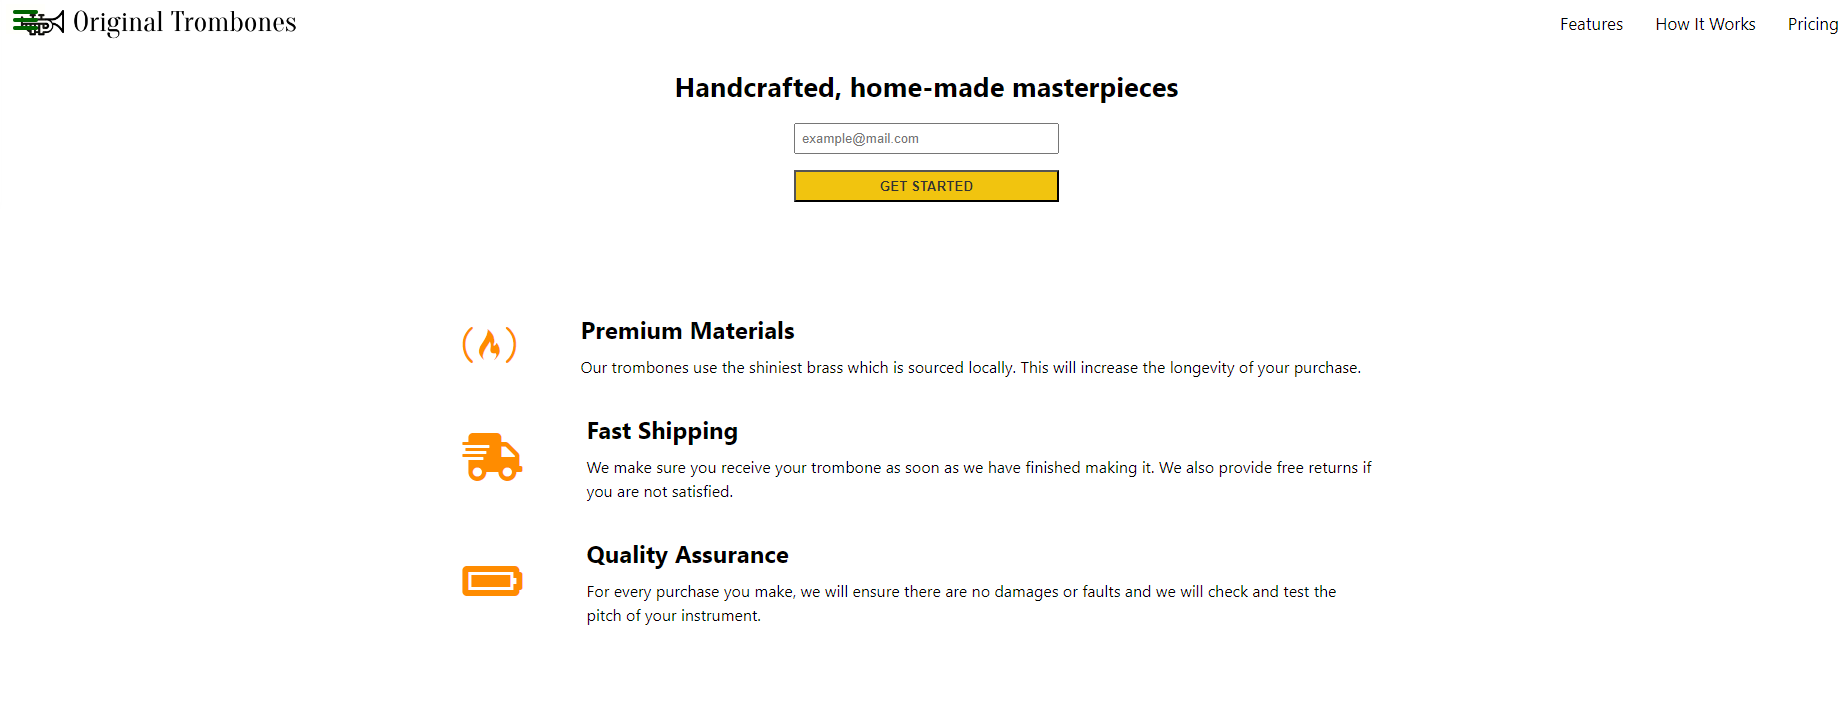 Original Trombones
Features How It Works Pricing
Handcrafted, home-made masterpieces
example@mail.com
GET STARTED
Premium Materials
Our trombones use the shiniest brass which is sourced locally. This will increase the longevity of your purchase.
Fast Shipping
We make sure you receive your trombone as soon as we have finished making it. We also provide free returns if
you are not satisfied.
Quality Assurance
For every purchase you make, we will ensure there are no damages or faults and we will check and test the
pitch of your instrument.